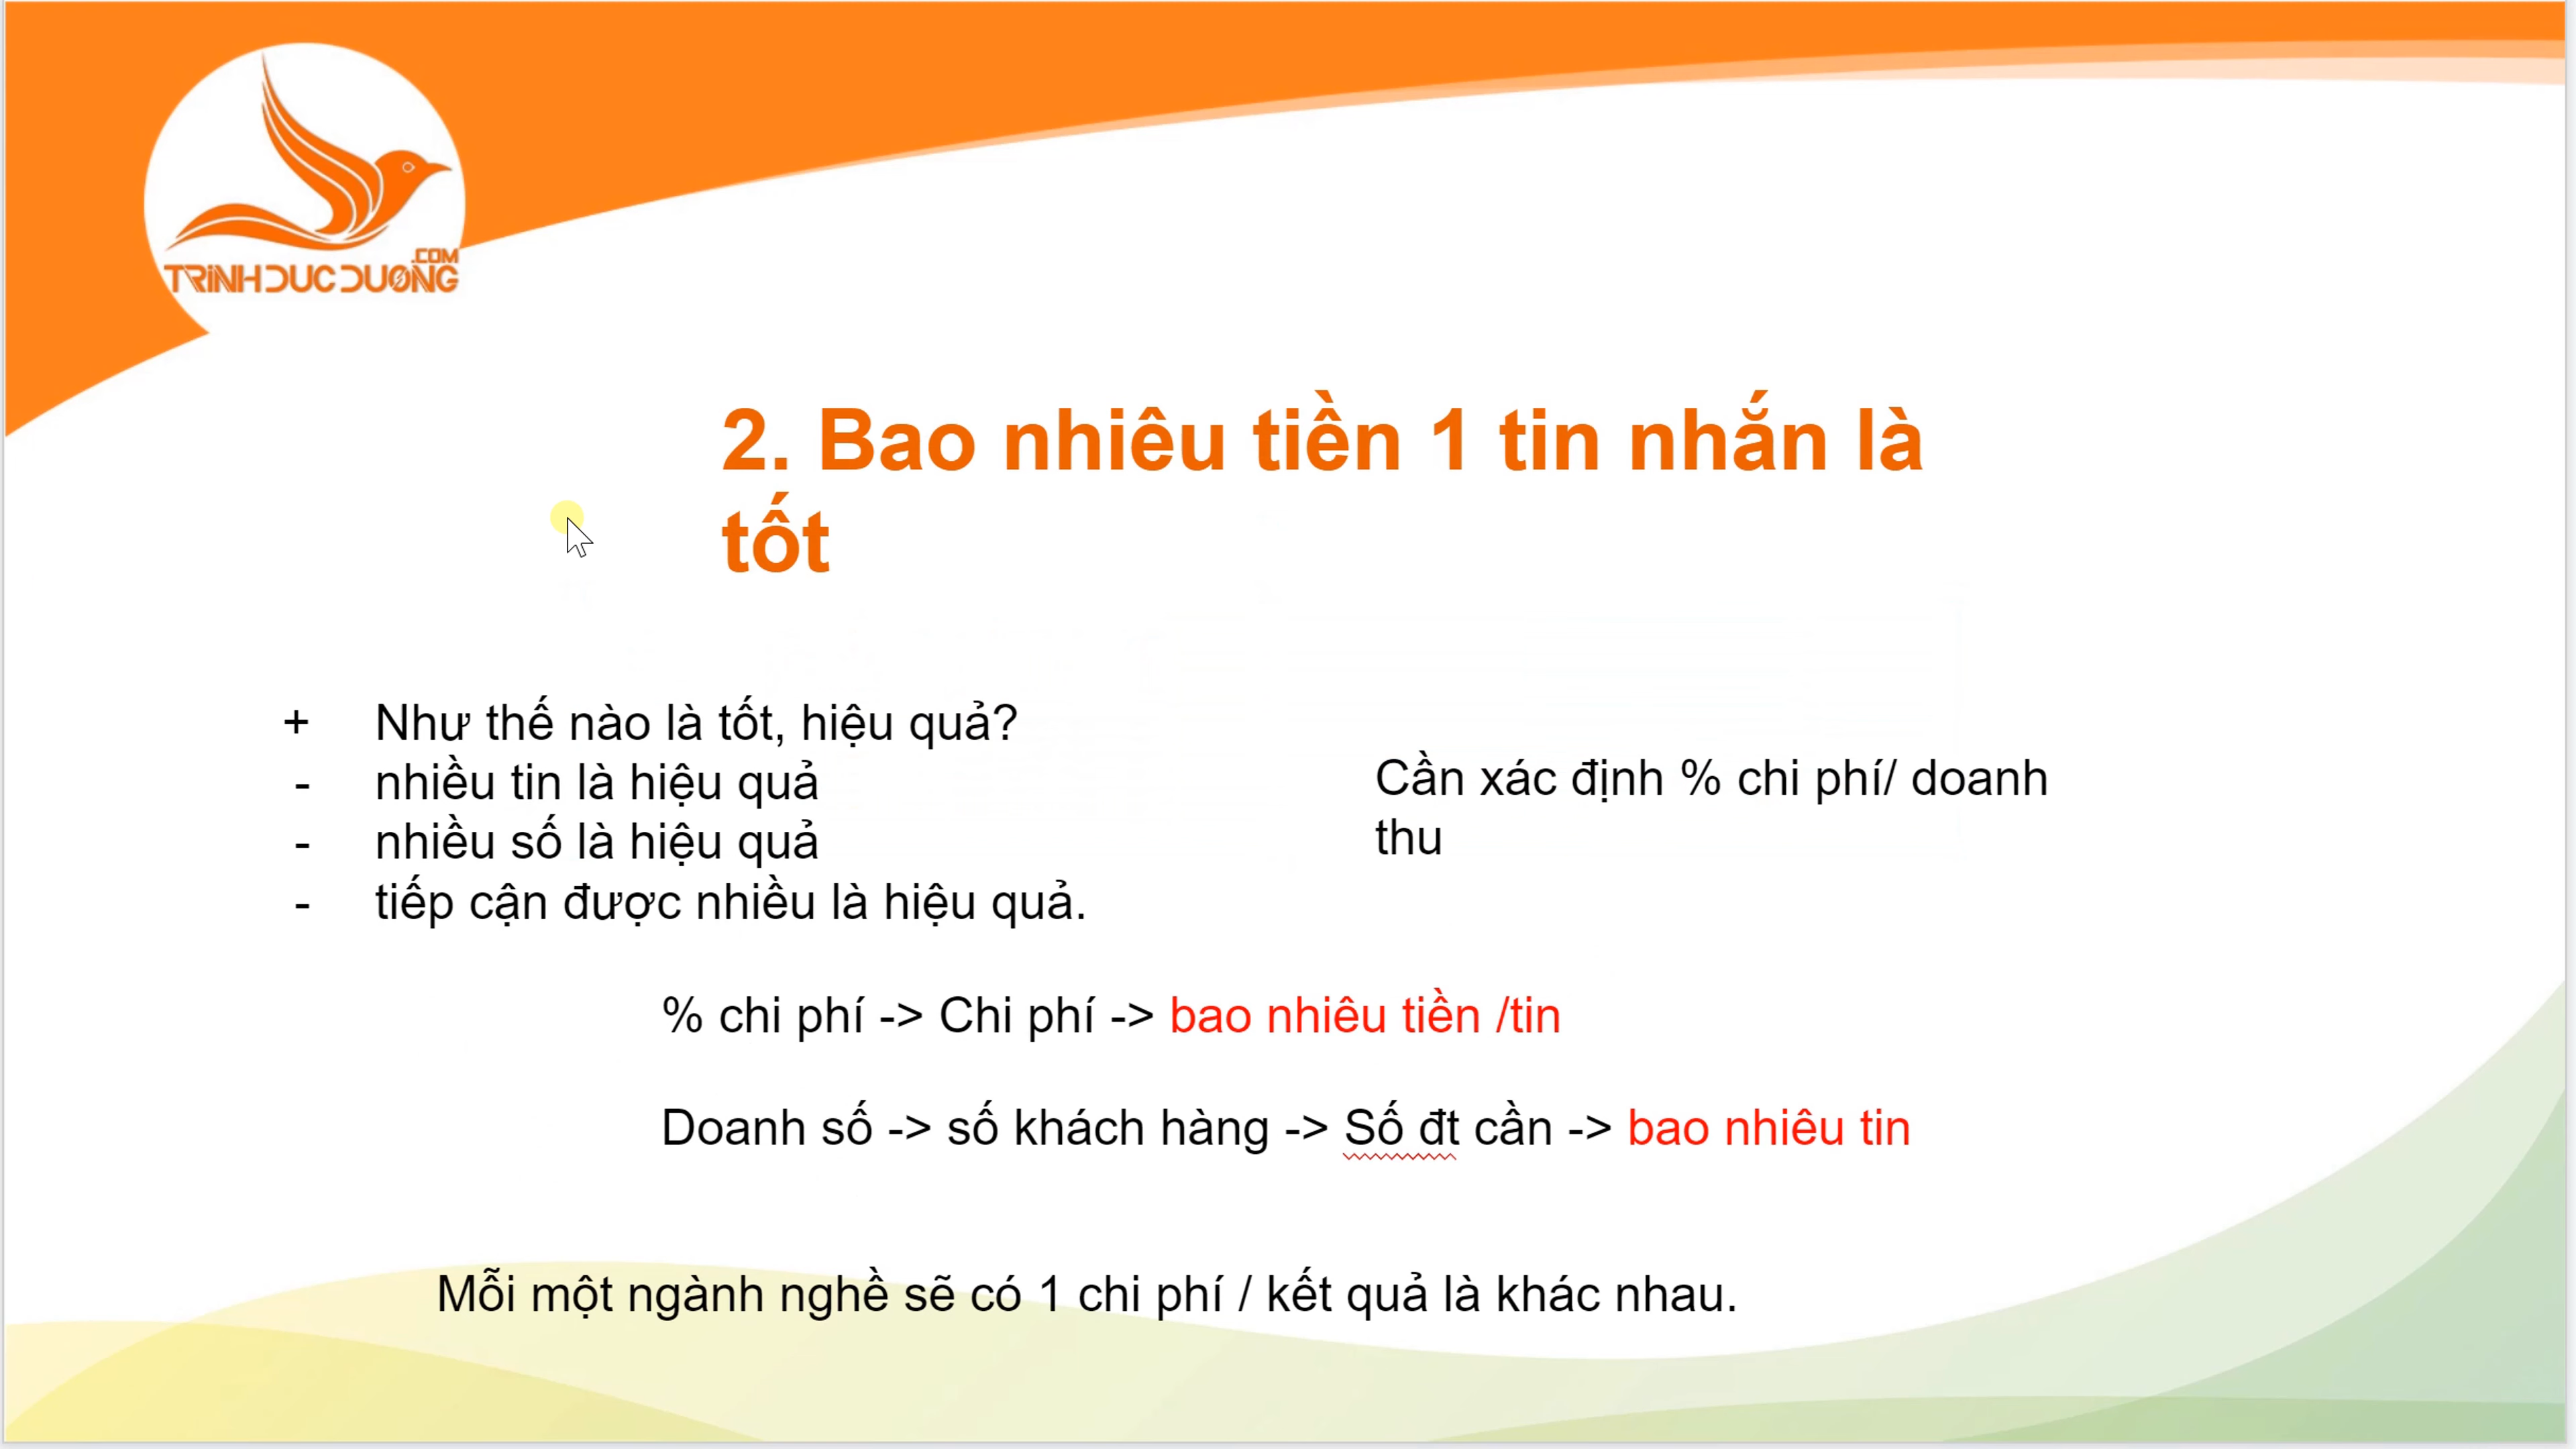 .COM
TRINHDUCDUONG
2. Bao nhiêu tiền 1 tin nhắn là
tốt
+ Như thế nào là tốt, hiệu quả?
- nhiều tin là hiệu quả
- nhiều số là hiệu quả
- tiếp cận được nhiều là hiệu quả.
Cần xác định % chi phí/ doanh
thu
% chi phí -> Chi phí -> bao nhiêu tiền /tin
Doanh số -> số khách hàng -> Số đt cần -> bao nhiêu tin
Mỗi một ngành nghề sẽ có 1 chi phí / kết quả là khác nhau.